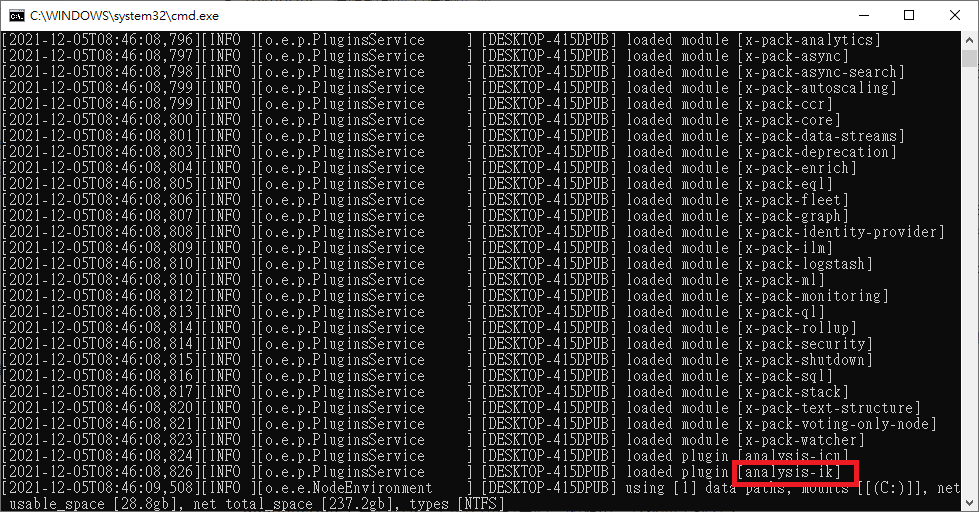 C:\WINDOWS\system32\cmd.exe
[2021-12-05T08:46:08,796][INFO ][o.e.p.PluginsService     ] [DESKTOP-415DPUB] loaded module [x-pack-analytics]
[2021-12-05T08:46:08,797][INFO ][o.e.p.PluginsService     ] [DESKTOP-415DPUB] loaded module [x-pack-async]
[2021-12-05T08:46:08,798][INFO ][o.e.p.PluginsService     ] [DESKTOP-415DPUB] loaded module [x-pack-async-search]
[2021-12-05T08:46:08,799][INFO ][o.e.p.PluginsService     ] [DESKTOP-415DPUB] loaded module [x-pack-autoscaling]
[2021-12-05T08:46:08,799][INFO ][o.e.p.PluginsService     ] [DESKTOP-415DPUB] loaded module [x-pack-ccr]
[2021-12-05T08:46:08,800][INFO ][o.e.p.PluginsService     ] [DESKTOP-415DPUB] loaded module [x-pack-core]
[2021-12-05T08:46:08,801][INFO ][o.e.p.PluginsService     ] [DESKTOP-415DPUB] loaded module [x-pack-data-streams]
[2021-12-05T08:46:08,803][INFO ][o.e.p.PluginsService     ] [DESKTOP-415DPUB] loaded module [x-pack-deprecation]
[2021-12-05T08:46:08,804][INFO ][o.e.p.PluginsService     ] [DESKTOP-415DPUB] loaded module [x-pack-enrich]
[2021-12-05T08:46:08,805][INFO ][o.e.p.PluginsService     ] [DESKTOP-415DPUB] loaded module [x-pack-eql]
[2021-12-05T08:46:08,806][INFO ][o.e.p.PluginsService     ] [DESKTOP-415DPUB] loaded module [x-pack-fleet]
[2021-12-05T08:46:08,807][INFO ][o.e.p.PluginsService     ] [DESKTOP-415DPUB] loaded module [x-pack-graph]
[2021-12-05T08:46:08,808][INFO ][o.e.p.PluginsService     ] [DESKTOP-415DPUB] loaded module [x-pack-identity-provider]
[2021-12-05T08:46:08,809][INFO ][o.e.p.PluginsService     ] [DESKTOP-415DPUB] loaded module [x-pack-ilm]
[2021-12-05T08:46:08,810][INFO ][o.e.p.PluginsService     ] [DESKTOP-415DPUB] loaded module [x-pack-logstash]
[2021-12-05T08:46:08,810][INFO ][o.e.p.PluginsService     ] [DESKTOP-415DPUB] loaded module [x-pack-ml]
[2021-12-05T08:46:08,812][INFO ][o.e.p.PluginsService     ] [DESKTOP-415DPUB] loaded module [x-pack-monitoring]
[2021-12-05T08:46:08,813][INFO ][o.e.p.PluginsService     ] [DESKTOP-415DPUB] loaded module [x-pack-ql]
[2021-12-05T08:46:08,814][INFO ][o.e.p.PluginsService     ] [DESKTOP-415DPUB] loaded module [x-pack-rollup]
[2021-12-05T08:46:08,814][INFO ][o.e.p.PluginsService     ] [DESKTOP-415DPUB] loaded module [x-pack-security]
[2021-12-05T08:46:08,815][INFO ][o.e.p.PluginsService     ] [DESKTOP-415DPUB] loaded module [x-pack-shutdown]
[2021-12-05T08:46:08,816][INFO ][o.e.p.PluginsService     ] [DESKTOP-415DPUB] loaded module [x-pack-sql]
[2021-12-05T08:46:08,817][INFO ][o.e.p.PluginsService     ] [DESKTOP-415DPUB] loaded module [x-pack-stack]
[2021-12-05T08:46:08,820][INFO ][o.e.p.PluginsService     ] [DESKTOP-415DPUB] loaded module [x-pack-text-structure]
[2021-12-05T08:46:08,821][INFO ][o.e.p.PluginsService     ] [DESKTOP-415DPUB] loaded module [x-pack-voting-only-node]
[2021-12-05T08:46:08,823][INFO ][o.e.p.PluginsService     ] [DESKTOP-415DPUB] loaded module [x-pack-watcher]
[2021-12-05T08:46:08,824][INFO ][o.e.p.PluginsService     ] [DESKTOP-415DPUB] loaded plugin [analysis-icu]
[2021-12-05T08:46:08,826][INFO ][o.e.p.PluginsService     ] [DESKTOP-415DPUB] loaded plugin [analysis-ik]
[2021-12-05T08:46:09,508][INFO ][o.e.e.NodeEnvironment    ] [DESKTOP-415DPUB] using [1] data paths, mounts [[(C:)]], net
usable_space [28.8gb], net total_space [237.2gb], types [NTFS]